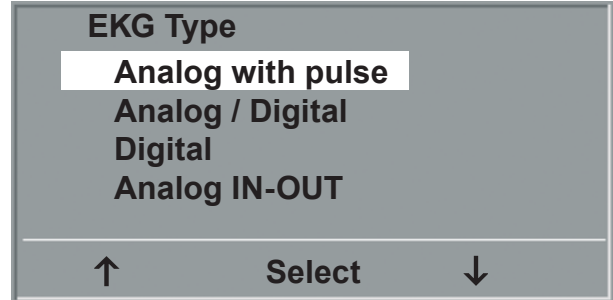 EKG Type
Analog with pulse
Analog / Digital
Digital
Analog IN-OUT
↑ Select ↓